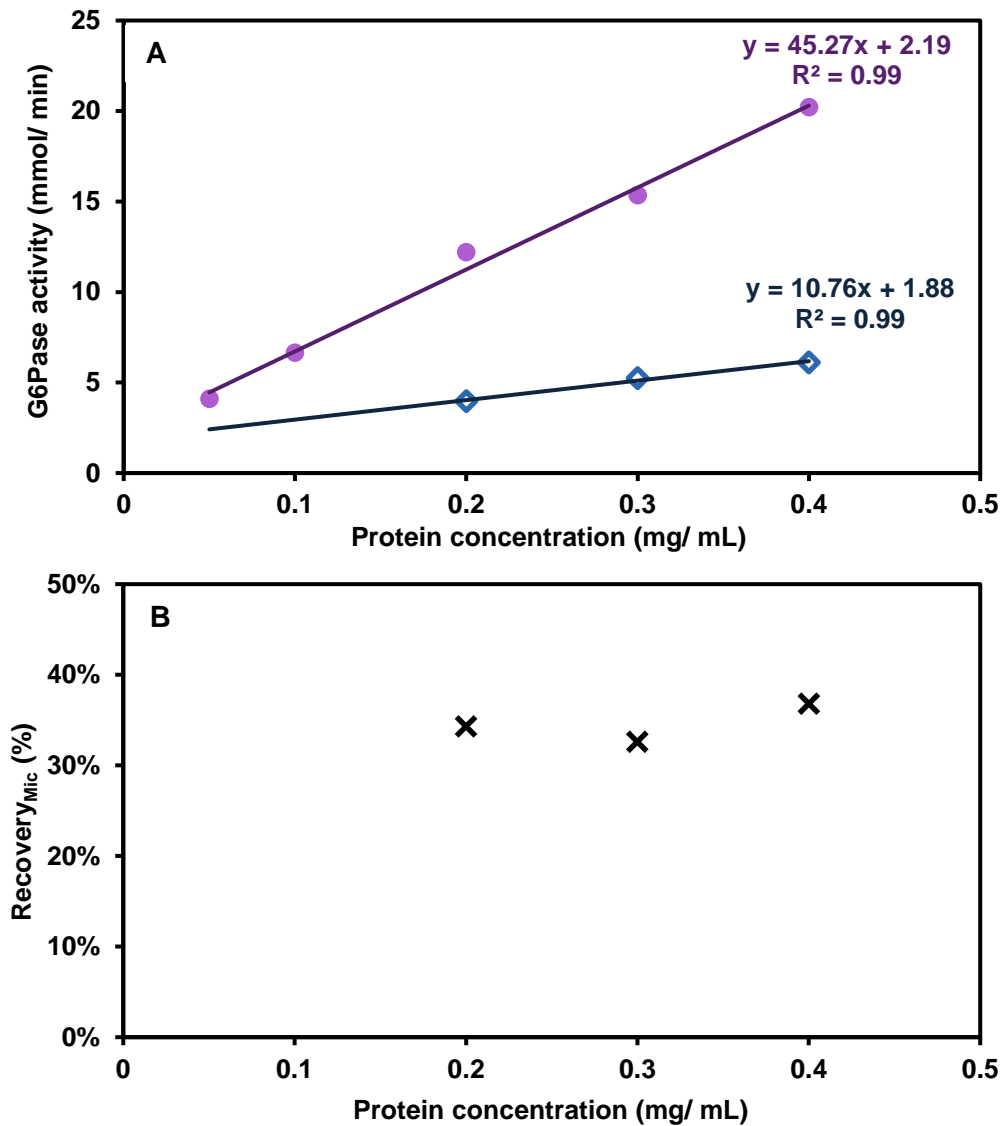 A
y = 45.27x + 2.19
R² = 0.99
y = 10.76x + 1.88
R² = 0.99
G6Pase activity (mmol/ min)
25
20
15
10
5
0
0 0.1 0.2 0.3 0.4 0.5
Protein concentration (mg/ mL)
B
Recovery_Mic (%)
50%
40%
30%
20%
10%
0%
0 0.1 0.2 0.3 0.4 0.5
Protein concentration (mg/ mL)